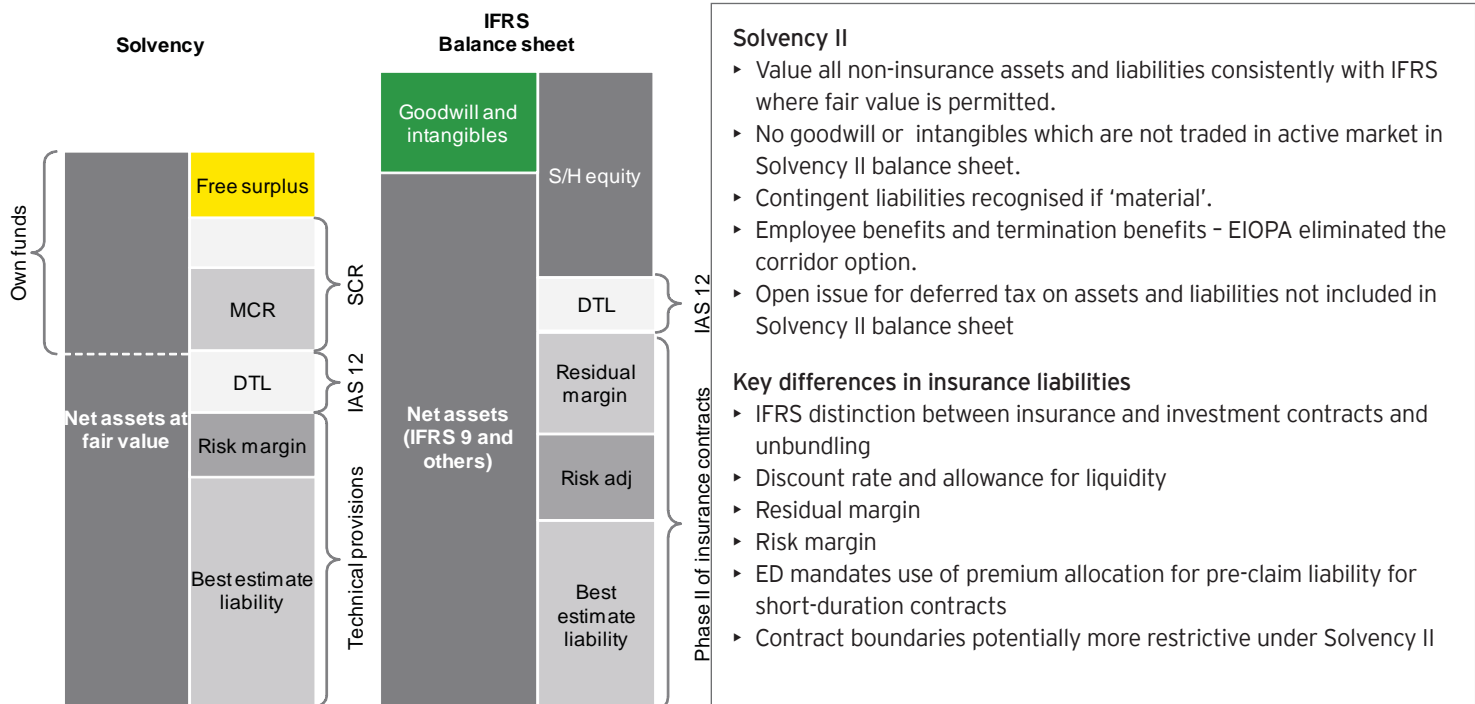 Solvency
IFRS
Balance sheet
Own funds
Net assets at
fair value
Free surplus
MCR
DTL
Risk margin
Best estimate
liability
SCR
IAS 12
Technical provisions
Goodwill and
intangibles
Net assets
(IFRS 9 and
others)
S/H equity
DTL
Residual
margin
Risk adj
Best
estimate
liability
IAS 12
Phase II of insurance contracts
Solvency II
‣ Value all non-insurance assets and liabilities consistently with IFRS
where fair value is permitted.
‣ No goodwill or intangibles which are not traded in active market in
Solvency II balance sheet.
‣ Contingent liabilities recognised if ‘material’.
‣ Employee benefits and termination benefits – EIOPA eliminated the
corridor option.
‣ Open issue for deferred tax on assets and liabilities not included in
Solvency II balance sheet
Key differences in insurance liabilities
‣ IFRS distinction between insurance and investment contracts and
unbundling
‣ Discount rate and allowance for liquidity
‣ Residual margin
‣ Risk margin
‣ ED mandates use of premium allocation for pre-claim liability for
short-duration contracts
‣ Contract boundaries potentially more restrictive under Solvency II